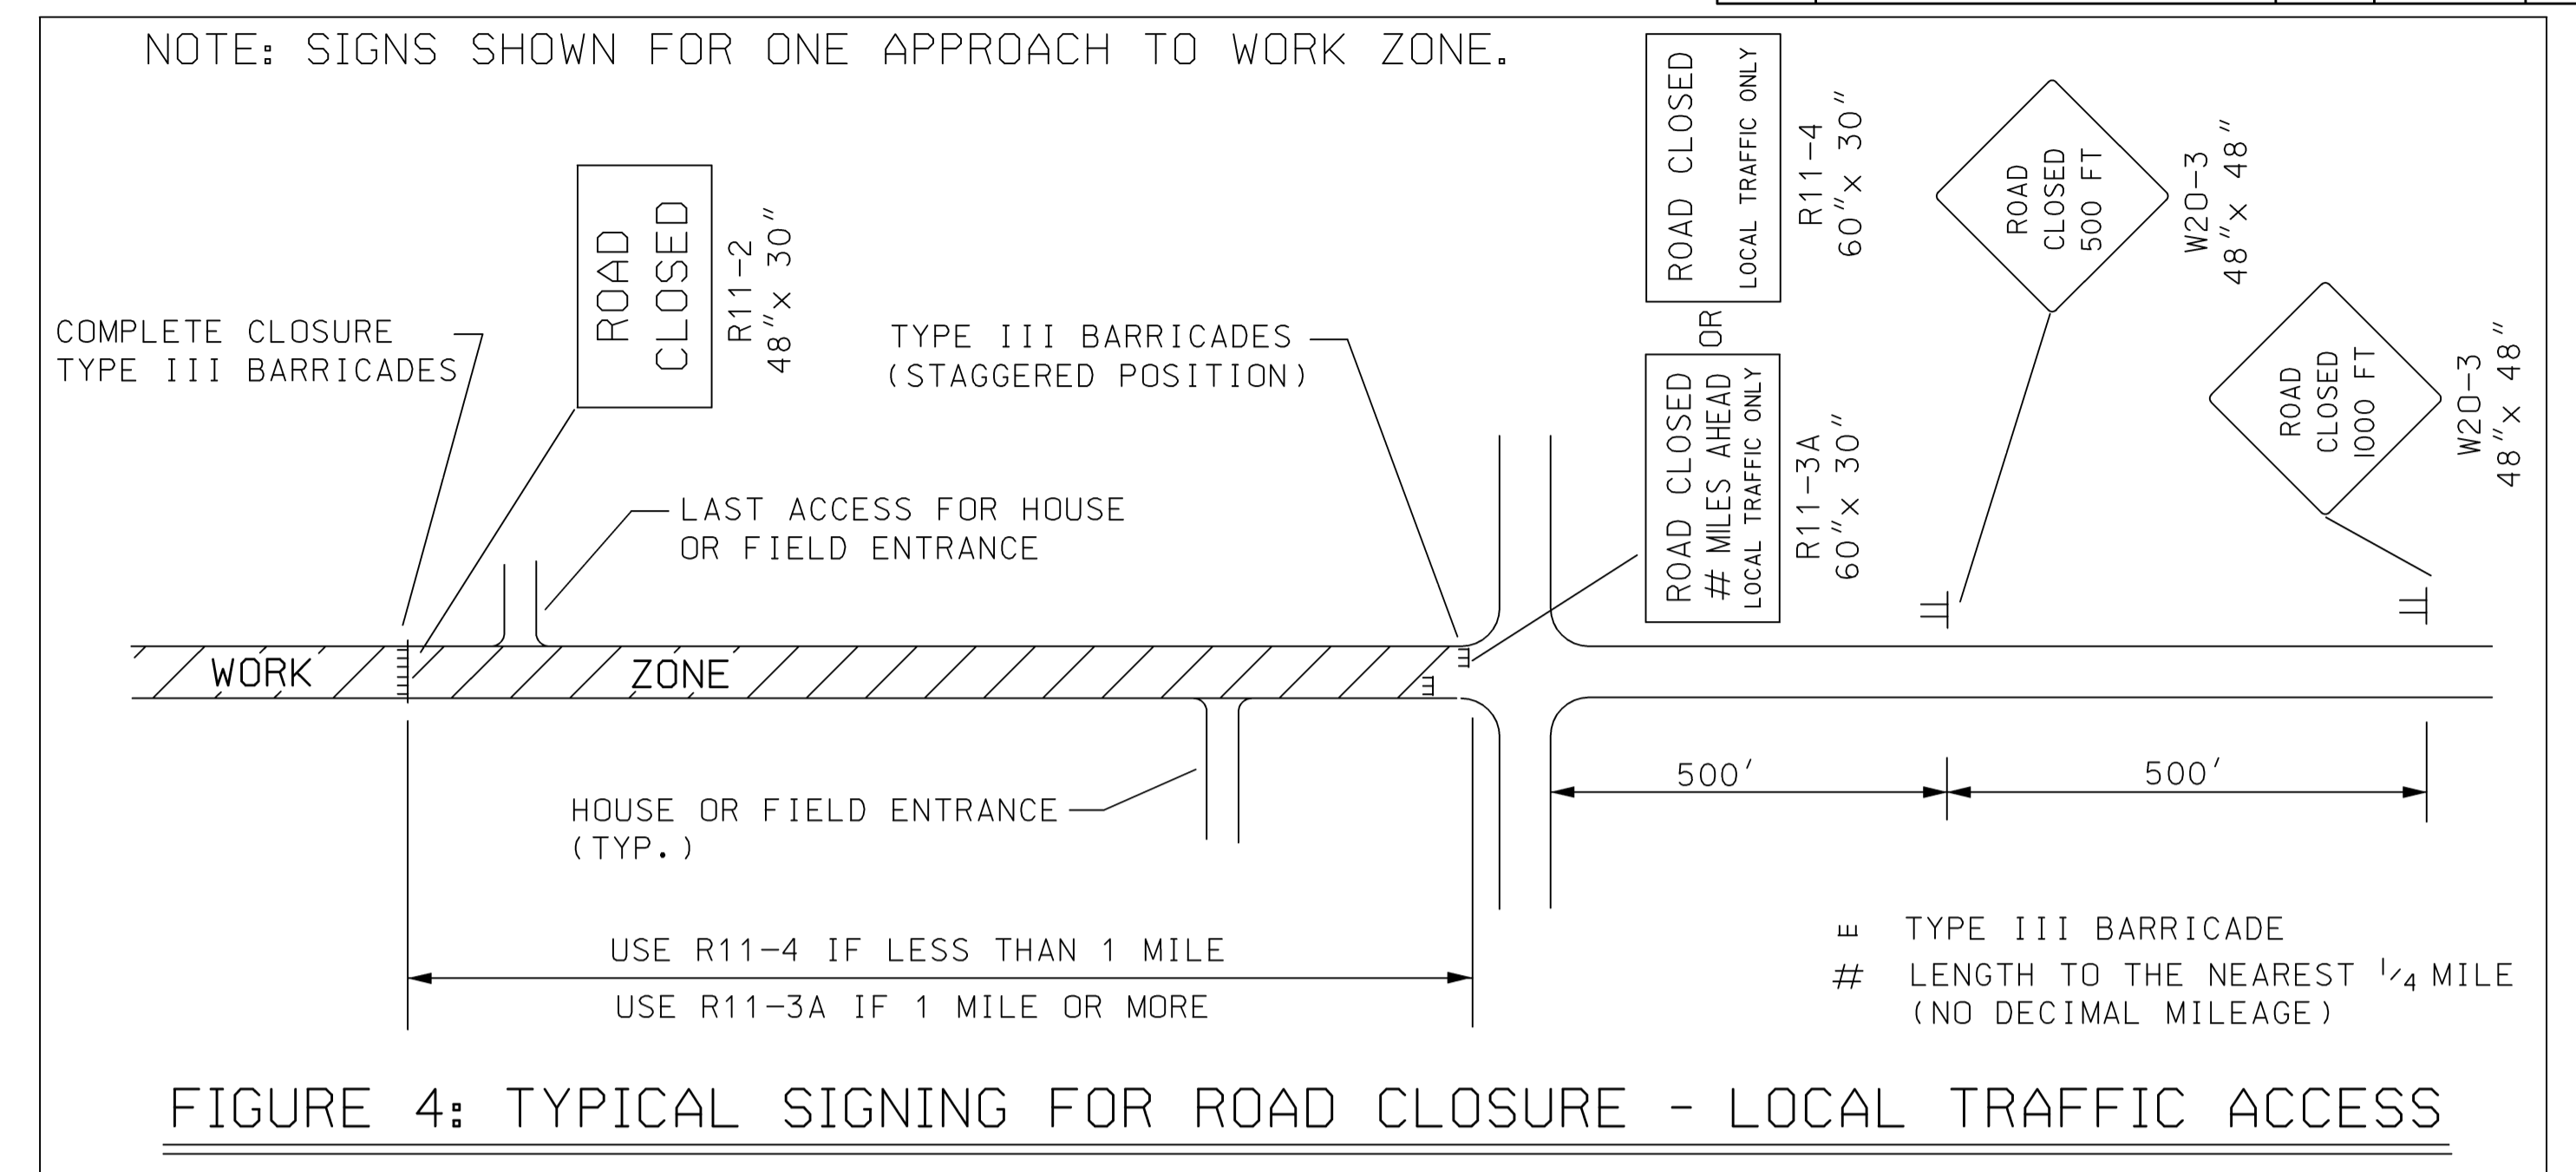 NOTE: SIGNS SHOWN FOR ONE APPROACH TO WORK ZONE.
COMPLETE CLOSURE
TYPE III BARRICADES
ROAD
CLOSED
R11-2
48"x 30"
TYPE III BARRICADES
(STAGGERED POSITION)
LAST ACCESS FOR HOUSE
OR FIELD ENTRANCE
ROAD CLOSED
LOCAL TRAFFIC ONLY
R11-4
60"x 30"
OR
ROAD CLOSED
# MILES AHEAD
LOCAL TRAFFIC ONLY
R11-3A
60"x 30"
ROAD
CLOSED
500 FT
W20-3
48"x 48"
ROAD
CLOSED
1000 FT
W20-3
48"x 48"
WORK ZONE
HOUSE OR FIELD ENTRANCE
(TYP.)
500'
500'
USE R11-4 IF LESS THAN 1 MILE
USE R11-3A IF 1 MILE OR MORE
TYPE III BARRICADE
# LENGTH TO THE NEAREST 1/4 MILE
(NO DECIMAL MILEAGE)
FIGURE 4: TYPICAL SIGNING FOR ROAD CLOSURE - LOCAL TRAFFIC ACCESS